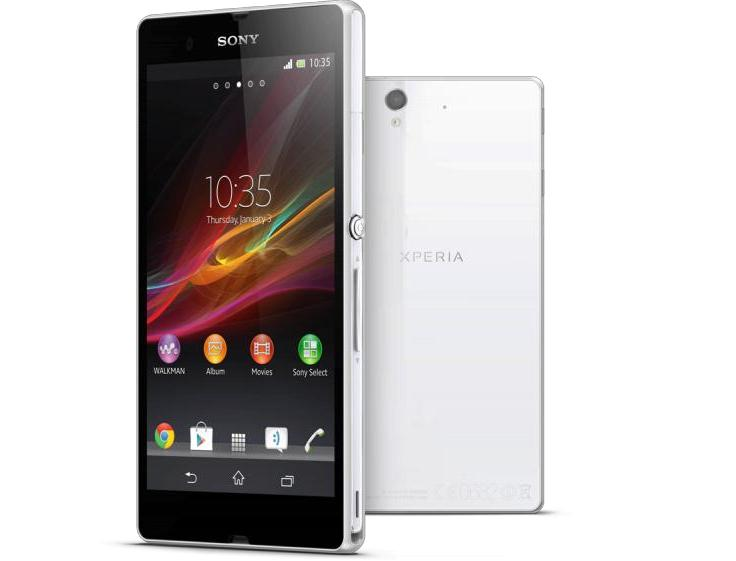 SONY
10:35
10:35
Thursday, January 3
WALKMAN
Album
Movies
Sony Select
XPERIA